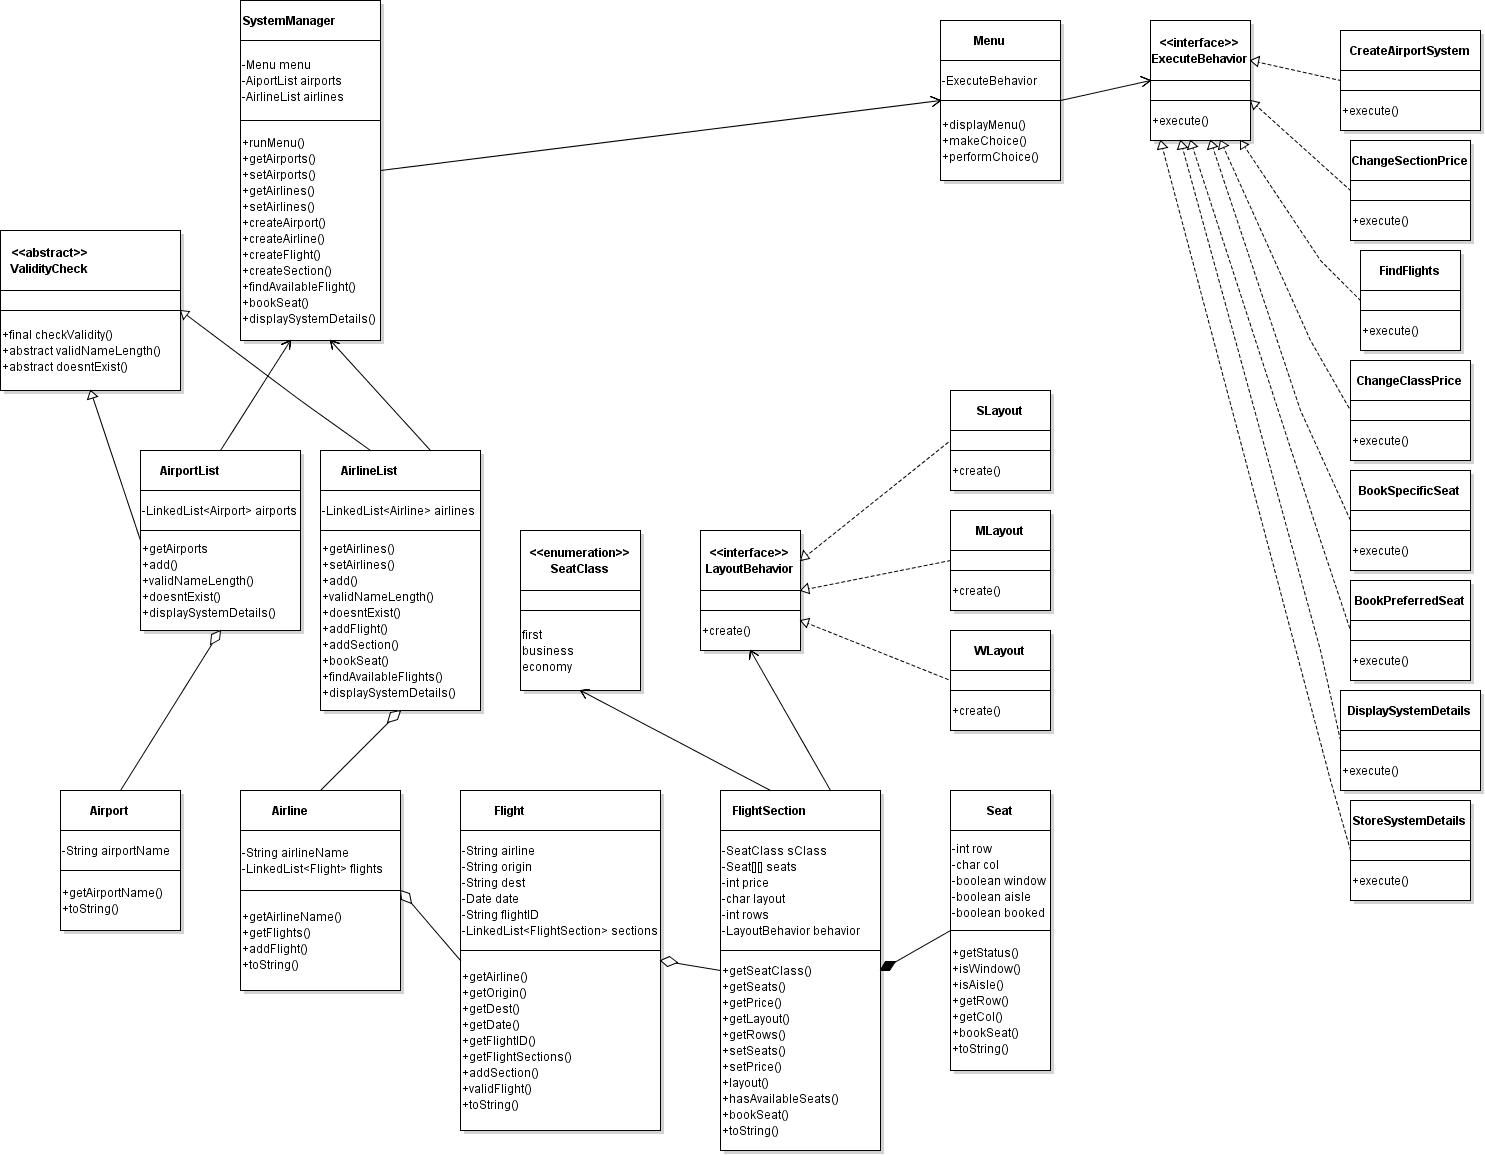 SystemManager
-Menu menu
-AiportList airports
-AirlineList airlines
+runMenu()
+getAirports()
+setAirports()
+getAirlines()
+setAirlines()
+createAirport()
+createAirline()
+createFlight()
+createSection()
+findAvailableFlight()
+bookSeat()
+displaySystemDetails()
Menu
-ExecuteBehavior
+displayMenu()
+makeChoice()
+performChoice()
<<interface>>
ExecuteBehavior
+execute()
CreateAirportSystem
+execute()
ChangeSectionPrice
+execute()
FindFlights
+execute()
ChangeClassPrice
+execute()
BookSpecificSeat
+execute()
BookPreferredSeat
+execute()
DisplaySystemDetails
+execute()
StoreSystemDetails
+execute()
<<abstract>>
ValidityCheck
+final checkValidity()
+abstract validNameLength()
+abstract doesntExist()
AirportList
-LinkedList<Airport> airports
+getAirports
+add()
+validNameLength()
+doesntExist()
+displaySystemDetails()
AirlineList
-LinkedList<Airline> airlines
+getAirlines()
+setAirlines()
+add()
+validNameLength()
+doesntExist()
+addFlight()
+addSection()
+bookSeat()
+findAvailableFlights()
+displaySystemDetails()
<<enumeration>>
SeatClass
first
business
economy
<<interface>>
LayoutBehavior
+create()
SLayout
+create()
MLayout
+create()
WLayout
+create()
Airport
-String airportName
+getAirportName()
+toString()
Airline
-String airlineName
-LinkedList<Flight> flights
+getAirlineName()
+getFlights()
+addFlight()
+toString()
Flight
-String airline
-String origin
-String dest
-Date date
-String flightID
-LinkedList<FlightSection> sections
+getAirline()
+getOrigin()
+getDest()
+getDate()
+getFlightID()
+getFlightSections()
+addSection()
+validFlight()
+toString()
FlightSection
-SeatClass sClass
-Seat[][] seats
-int price
-char layout
-int rows
-LayoutBehavior behavior
+getSeatClass()
+getSeats()
+getPrice()
+getLayout()
+getRows()
+setSeats()
+setPrice()
+layout()
+hasAvailableSeats()
+bookSeat()
+toString()
Seat
-int row
-char col
-boolean window
-boolean aisle
-boolean booked
+getStatus()
+isWindow()
+isAisle()
+getRow()
+getCol()
+bookSeat()
+toString()